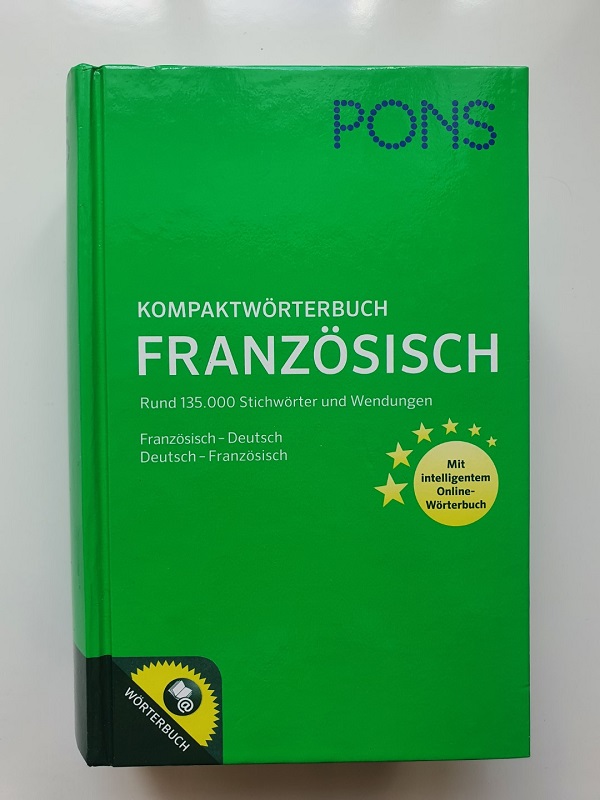 PONS
KOMPAKTWÖRTERBUCH
FRANZÖSISCH
Rund 135.000 Stichwörter und Wendungen
Französisch – Deutsch
Deutsch – Französisch
Mit
intelligentem
Online-
Wörterbuch
@
WÖRTERBUCH